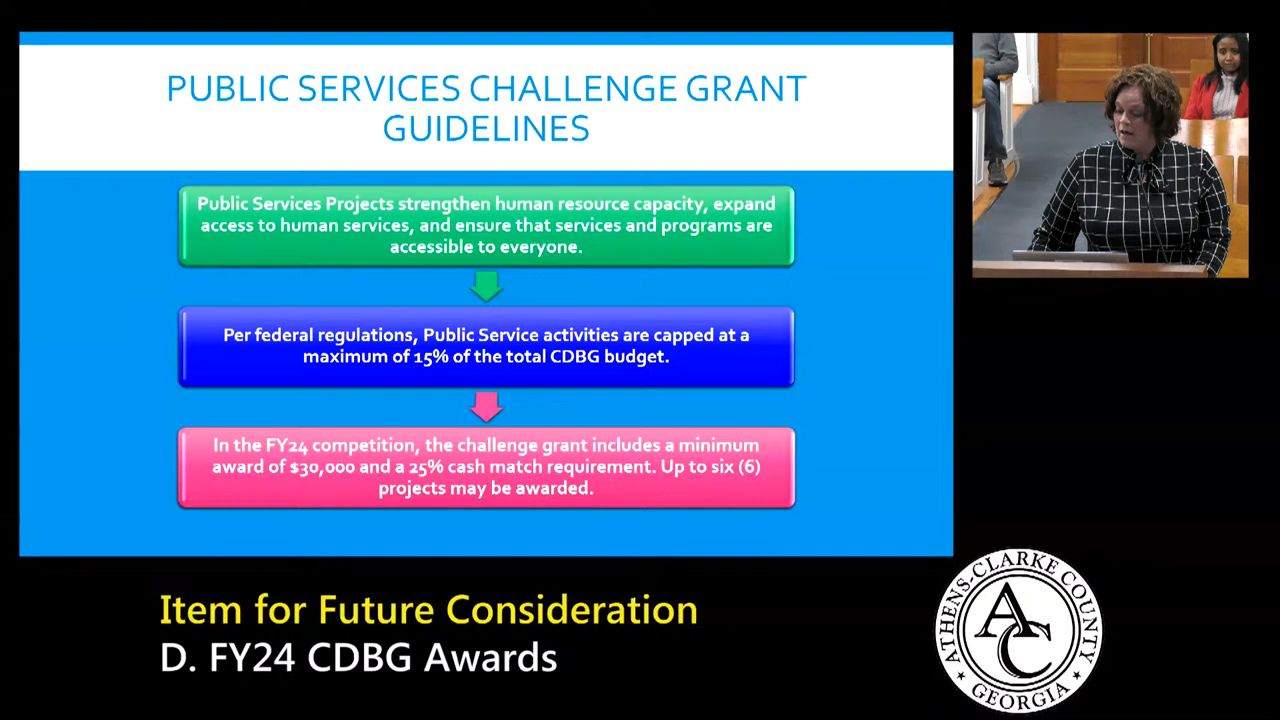 PUBLIC SERVICES CHALLENGE GRANT
GUIDELINES
Public Services Projects strengthen human resource capacity, expand
access to human services, and ensure that services and programs are
accessible to everyone.
Per federal regulations, Public Service activities are capped at a
maximum of 15% of the total CDBG budget.
In the FY24 competition, the challenge grant includes a minimum
award of $30,000 and a 25% cash match requirement. Up to six (6)
projects may be awarded.
Item for Future Consideration
D. FY24 CDBG Awards
ATHENS-CLARKE COUNTY
AC
GEORGIA